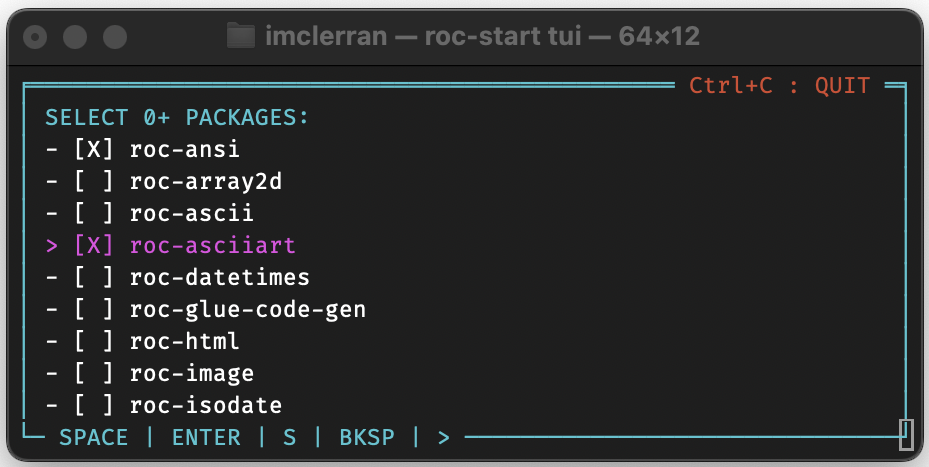 imclerran — roc-start tui — 64×12
Ctrl+C : QUIT
SELECT 0+ PACKAGES:
- [X] roc-ansi
- [ ] roc-array2d
- [ ] roc-ascii
> [X] roc-asciiart
- [ ] roc-datetimes
- [ ] roc-glue-code-gen
- [ ] roc-html
- [ ] roc-image
- [ ] roc-isodate
SPACE | ENTER | S | BKSP | >